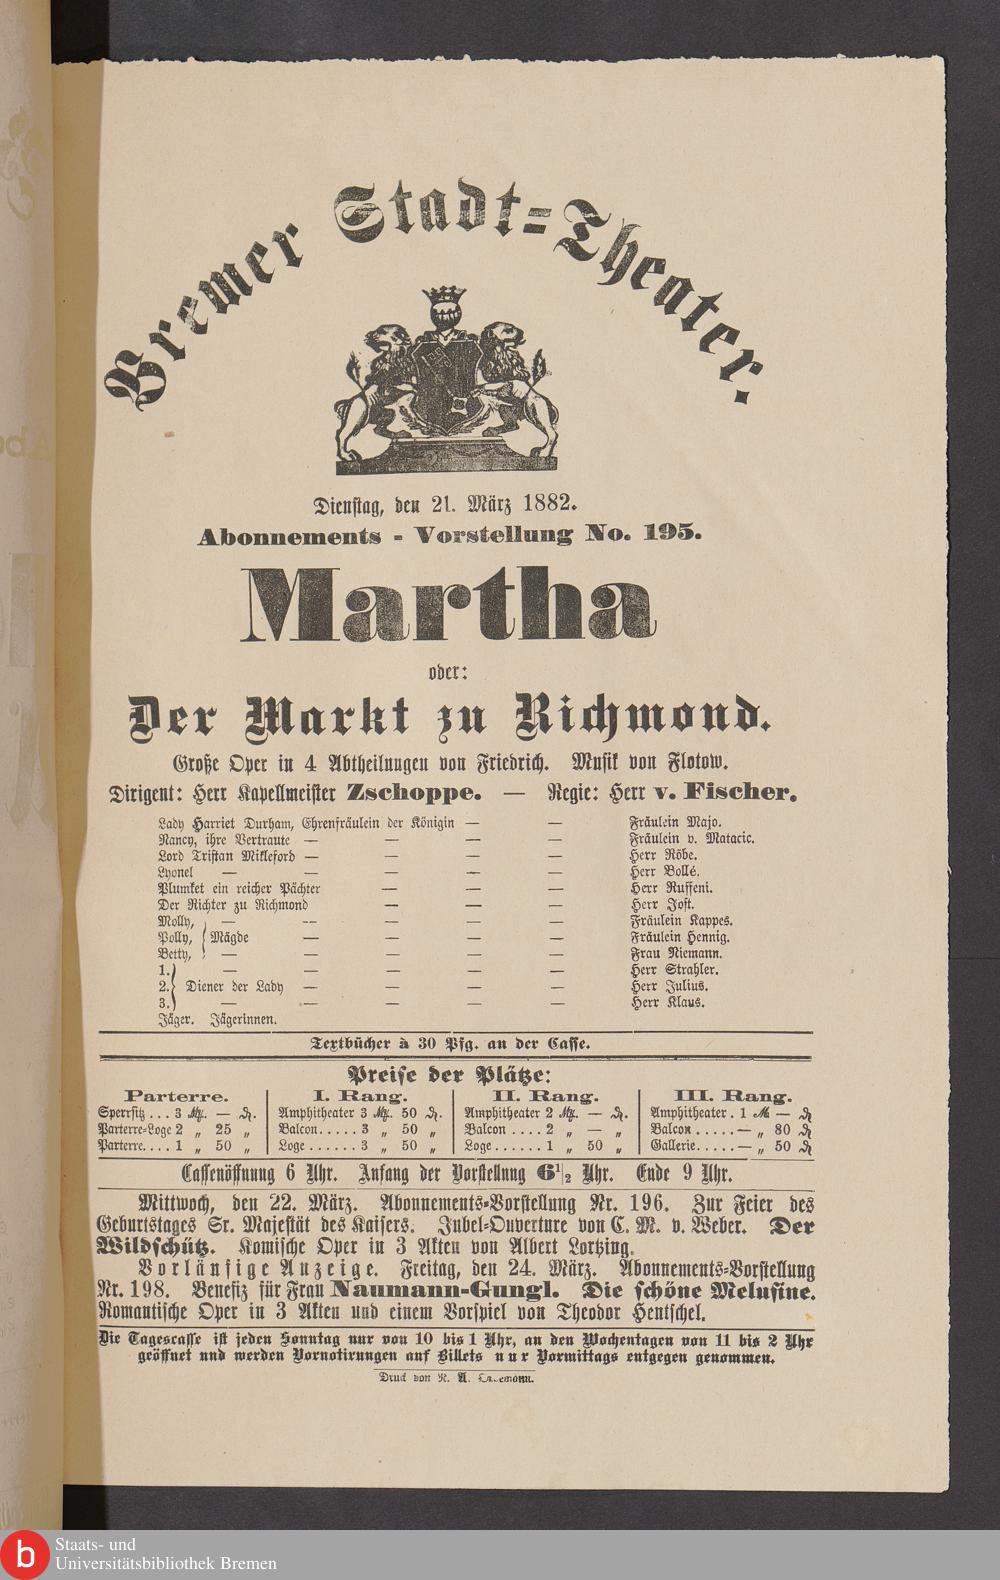 Bremer Stadt-Theater.
Dienstag, den 21. März 1882.
Abonnements - Vorstellung No. 195.
Martha
oder:
Der Markt zu Richmond.
Große Oper in 4 Abtheilungen von Friedrich. Musik von Flotow.
Dirigent: Herr Kapellmeister Zschoppe. — Regie: Herr v. Fischer.
Lady Harriet Durham, Ehrenfräulein der Königin — — Fräulein Majo.
Nancy, ihre Vertraute — — — — Fräulein v. Matacic.
Lord Tristan Mikleford — — — — Herr Röbe.
Lyonel — — — — — Herr Bollé.
Plumket ein reicher Pächter — — — Herr Ruffeni.
Der Richter zu Richmond — — — Herr Jost.
Molly, — — — — — Fräulein Kappes.
Polly, } Mägde — — — — Fräulein Hennig.
Betty, — — — — — Frau Niemann.
1. — — — — — Herr Strahler.
2. } Diener der Lady — — — — Herr Julius.
3. — — — — — Herr Klaus.
Jäger. Jägerinnen.
Textbücher à 30 Pfg. an der Casse.
Preise der Plätze:
Parterre. I. Rang. II. Rang. III. Rang.
Sperrsitz . . . 3 ℳ. — ₰. Amphitheater 3 ℳ. 50 ₰. Amphitheater 2 ℳ. — ₰. Amphitheater . 1 ℳ — ₰
Parterre-Loge 2 „ 25 „ Balcon . . . . . 3 „ 50 „ Balcon . . . . 2 „ — „ Balcon . . . . . — „ 80 ₰
Parterre. . . . 1 „ 50 „ Loge . . . . . . 3 „ 50 „ Loge . . . . . . 1 „ 50 „ Gallerie. . . . . — „ 50 ₰
Cassenöffnung 6 Uhr. Anfang der Vorstellung 6½ Uhr. Ende 9 Uhr.
Mittwoch, den 22. März. Abonnements-Vorstellung Nr. 196. Zur Feier des
Geburtstages Sr. Majestät des Kaisers. Jubel-Ouverture von C. M. v. Weber. Der
Wildschütz. Komische Oper in 3 Akten von Albert Lortzing.
Vorläufige Anzeige. Freitag, den 24. März. Abonnements-Vorstellung
Nr. 198. Benefiz für Frau Naumann-Gungl. Die schöne Melusine.
Romantische Oper in 3 Akten und einem Vorspiel von Theodor Hentschel.
Die Tagescasse ist jeden Sonntag nur von 10 bis 1 Uhr, an den Wochentagen von 11 bis 2 Uhr
geöffnet und werden Vornotirungen auf Billets nur Vormittags entgegen genommen.
Druck von R. A.
b
Staats- und
Universitätsbibliothek Bremen